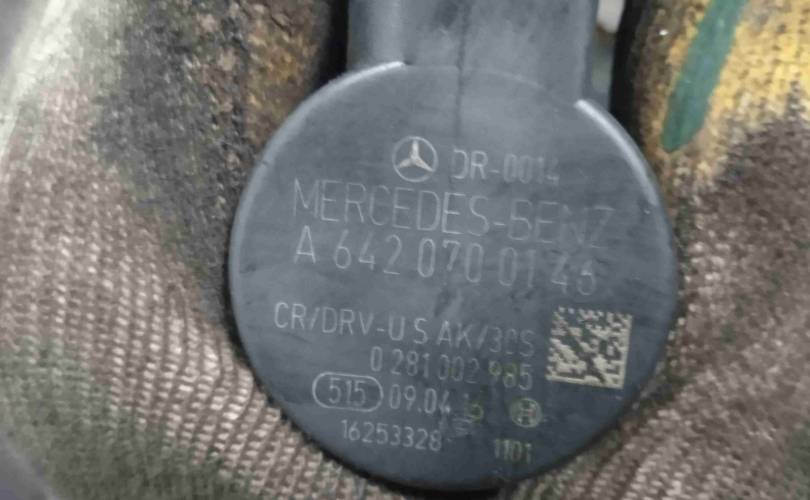 DR-0014
MERCEDES-BENZ
A 642 070 01 46
CR/DRV-U S AK/30S
0 281 002 985
515 09.04.16
16253328
1101